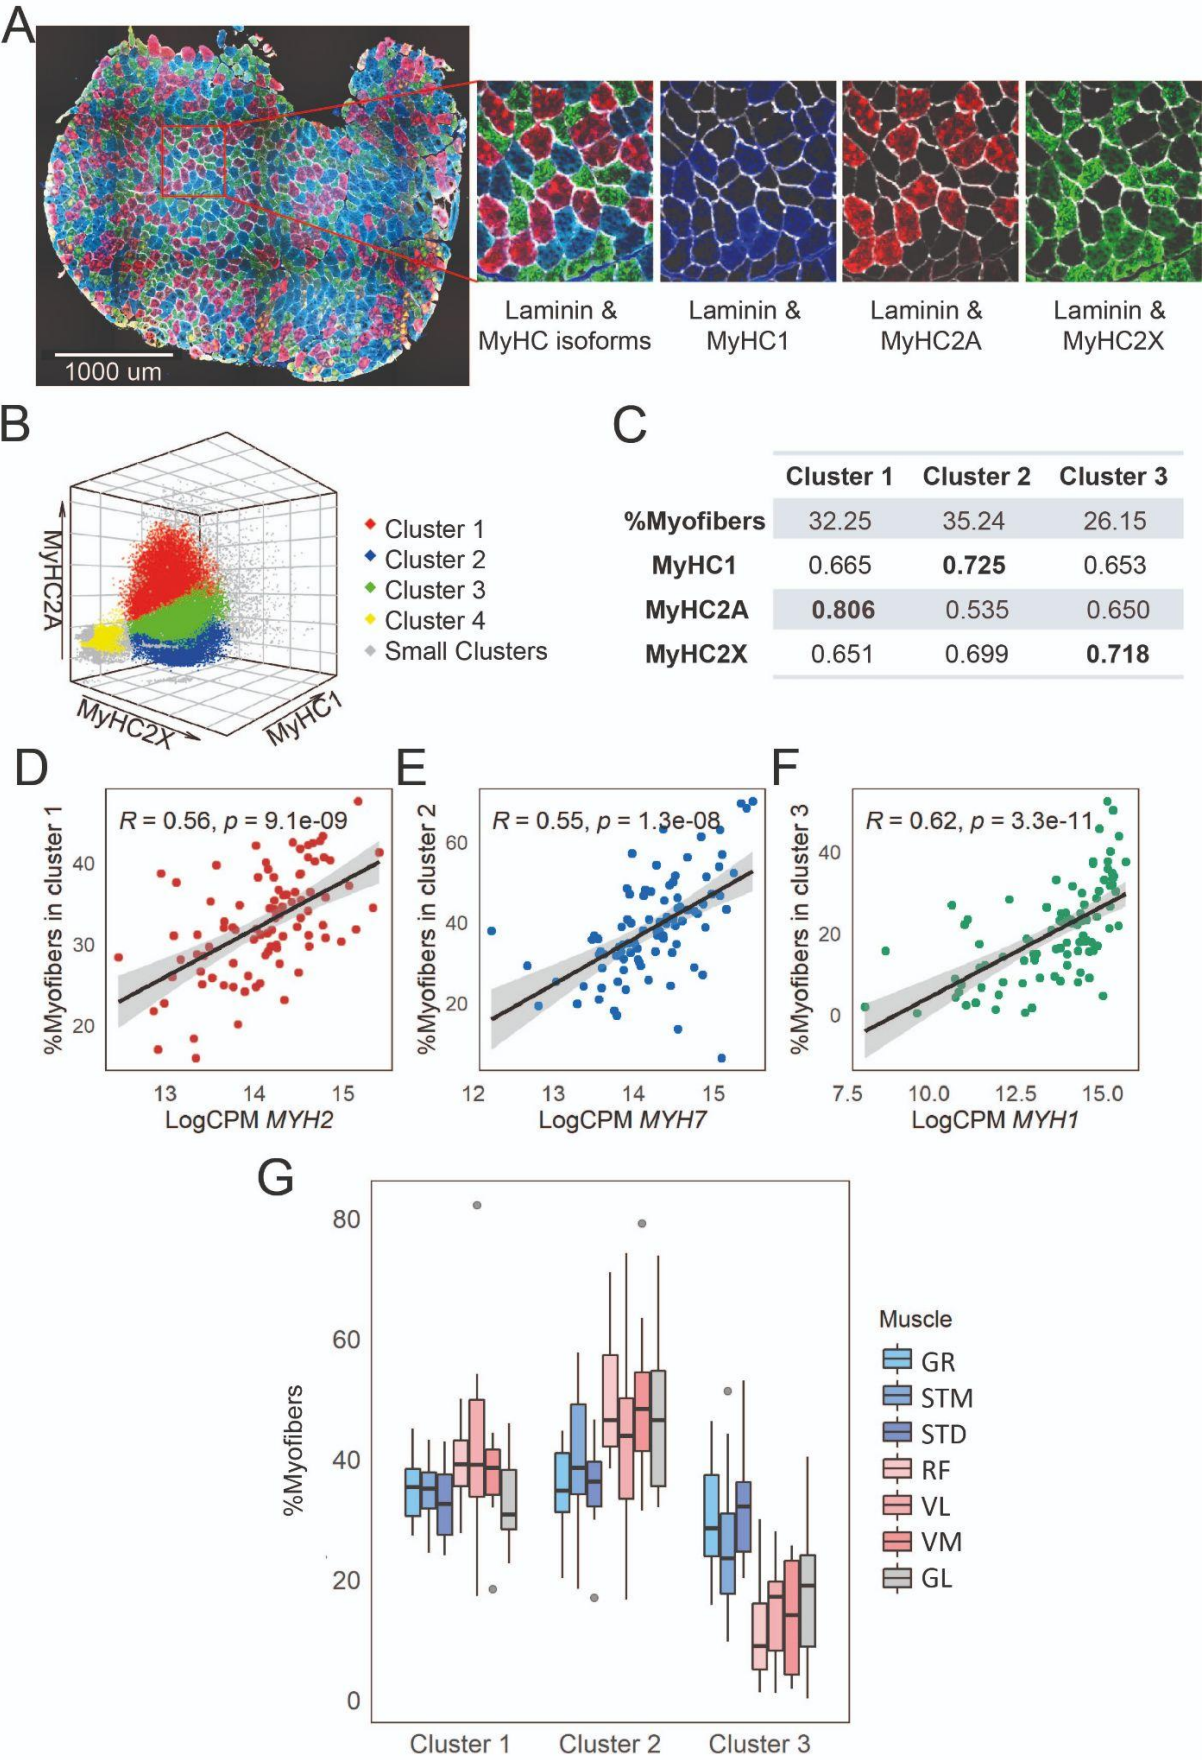 A
1000 um
Laminin &
MyHC isoforms
Laminin &
MyHC1
Laminin &
MyHC2A
Laminin &
MyHC2X
B
MyHC2A
MyHC2X
MyHC1
Cluster 1
Cluster 2
Cluster 3
Cluster 4
Small Clusters
C
Cluster 1 Cluster 2 Cluster 3
%Myofibers 32.25 35.24 26.15
MyHC1 0.665 0.725 0.653
MyHC2A 0.806 0.535 0.650
MyHC2X 0.651 0.699 0.718
D
%Myofibers in cluster 1
R = 0.56, p = 9.1e-09
40
30
20
13 14 15
LogCPM MYH2
E
%Myofibers in cluster 2
R = 0.55, p = 1.3e-08
60
40
20
12 13 14 15
LogCPM MYH7
F
%Myofibers in cluster 3
R = 0.62, p = 3.3e-11
40
20
0
7.5 10.0 12.5 15.0
LogCPM MYH1
G
%Myofibers
80
60
40
20
0
Cluster 1 Cluster 2 Cluster 3
Muscle
GR
STM
STD
RF
VL
VM
GL